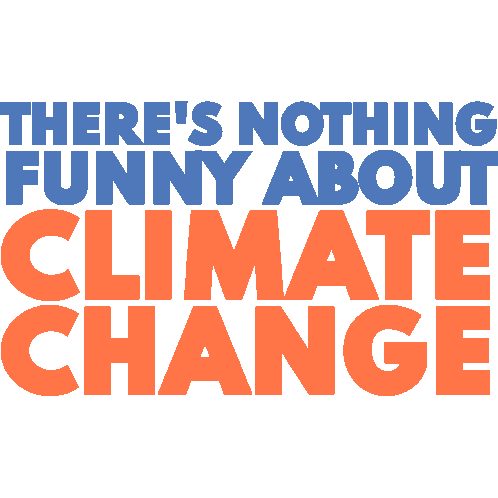 THERE'S NOTHING
FUNNY ABOUT
CLIMATE
CHANGE